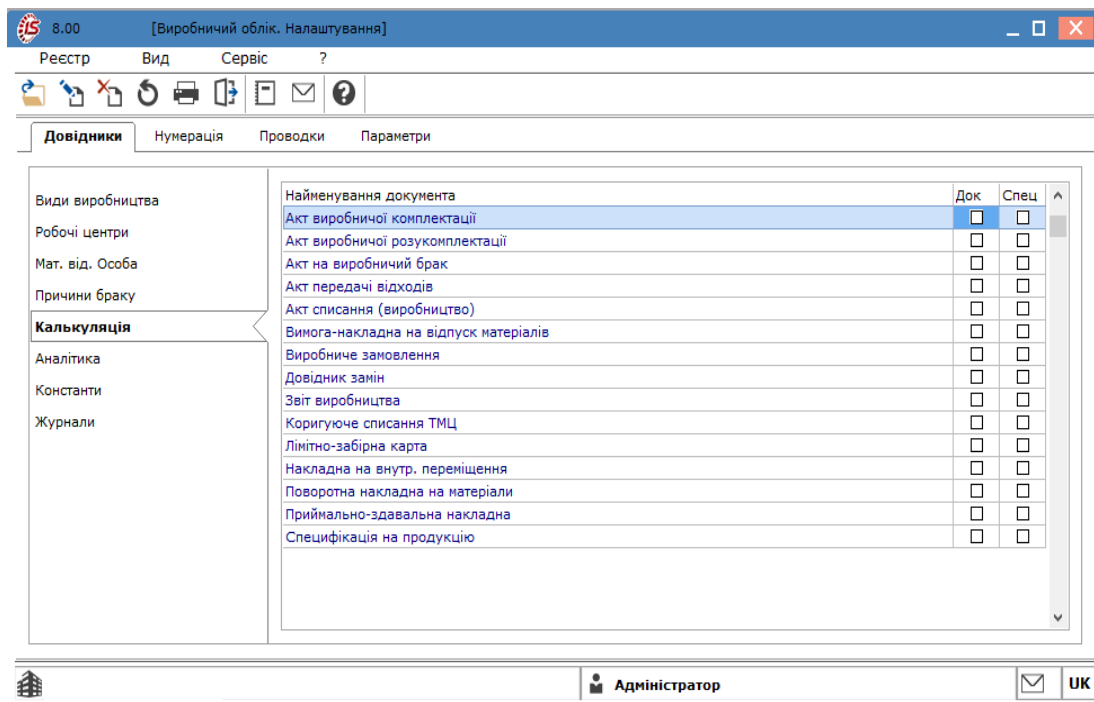 IS 8.00 [Виробничий облік. Налаштування]
Реєстр Вид Сервіс ?
Довідники Нумерація Проводки Параметри
Види виробництва
Робочі центри
Мат. від. Особа
Причини браку
Калькуляція
Аналітика
Константи
Журнали
Найменування документа Док Спец
Акт виробничої комплектації
Акт виробничої розукомплектації
Акт на виробничий брак
Акт передачі відходів
Акт списання (виробництво)
Вимога-накладна на відпуск матеріалів
Виробниче замовлення
Довідник замін
Звіт виробництва
Коригуюче списання ТМЦ
Лімітно-забірна карта
Накладна на внутр. переміщення
Поворотна накладна на матеріали
Приймально-здавальна накладна
Специфікація на продукцію
Адміністратор UK